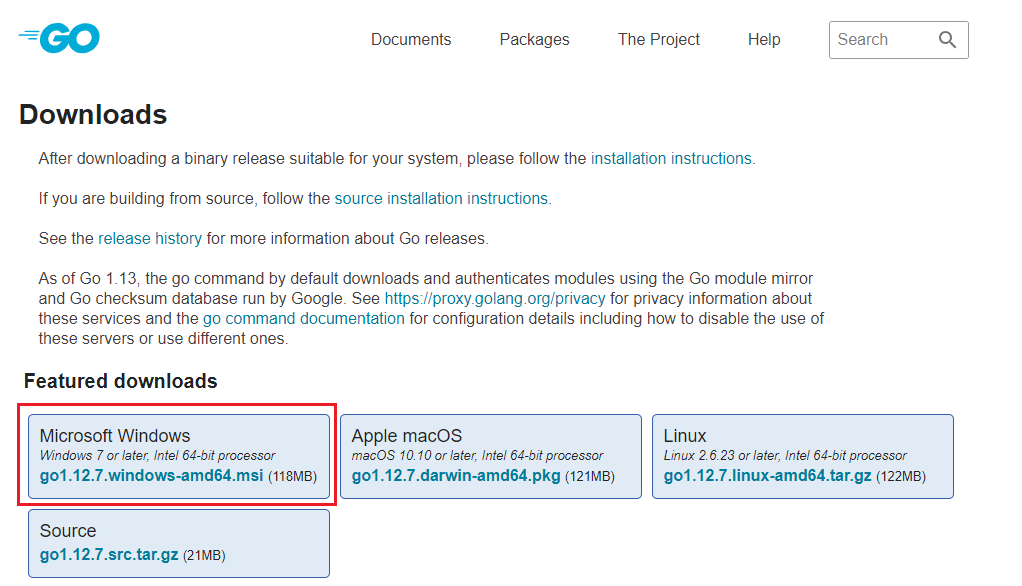 GO
Documents Packages The Project Help Search
Downloads
After downloading a binary release suitable for your system, please follow the installation instructions.
If you are building from source, follow the source installation instructions.
See the release history for more information about Go releases.
As of Go 1.13, the go command by default downloads and authenticates modules using the Go module mirror
and Go checksum database run by Google. See https://proxy.golang.org/privacy for privacy information about
these services and the go command documentation for configuration details including how to disable the use of
these servers or use different ones.
Featured downloads
Microsoft Windows
Windows 7 or later, Intel 64-bit processor
go1.12.7.windows-amd64.msi (118MB)
Apple macOS
macOS 10.10 or later, Intel 64-bit processor
go1.12.7.darwin-amd64.pkg (121MB)
Linux
Linux 2.6.23 or later, Intel 64-bit processor
go1.12.7.linux-amd64.tar.gz (122MB)
Source
go1.12.7.src.tar.gz (21MB)